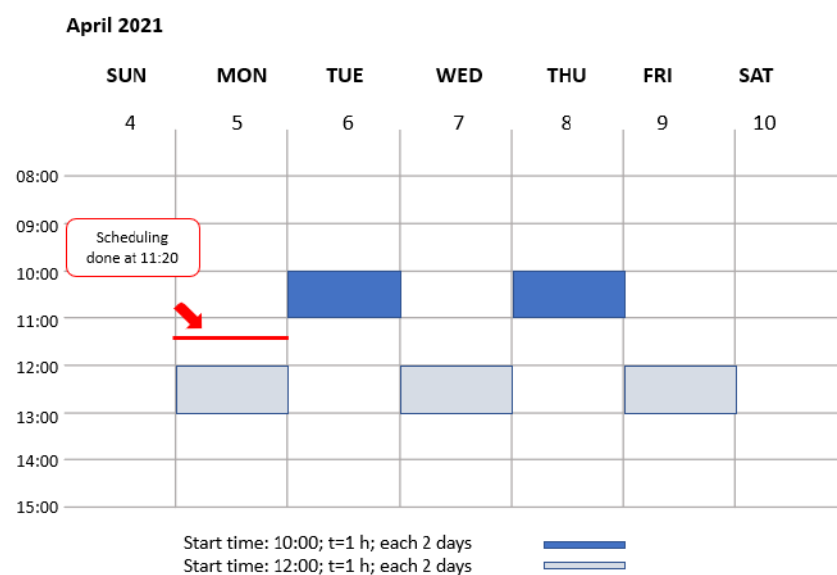 April 2021
SUN MON TUE WED THU FRI SAT
4 5 6 7 8 9 10
08:00
09:00
Scheduling
done at 11:20
10:00
11:00
12:00
13:00
14:00
15:00
Start time: 10:00; t=1 h; each 2 days
Start time: 12:00; t=1 h; each 2 days